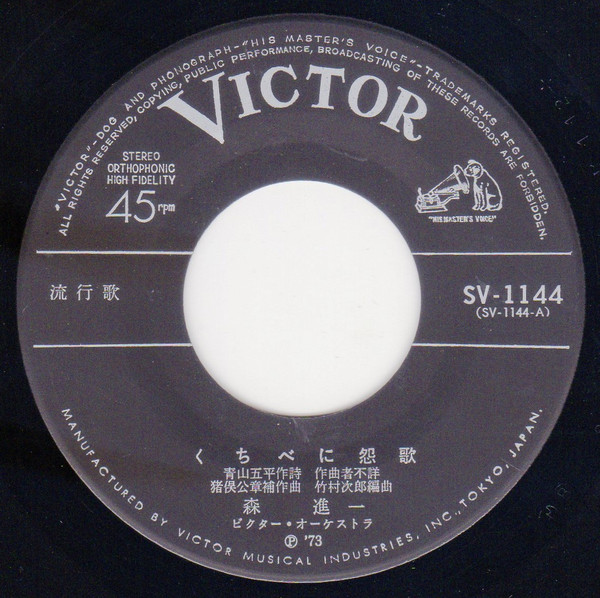 "VICTOR"-DOG AND PHONOGRAPH-"HIS MASTER'S VOICE"-TRADEMARKS REGISTERED.
ALL RIGHTS RESERVED, COPYING, PUBLIC PERFORMANCE, BROADCASTING OF THESE RECORDS ARE FORBIDDEN.
VICTOR
STEREO
ORTHOPHONIC
HIGH FIDELITY
45rpm
"HIS MASTER'S VOICE"
流行歌
SV-1144
(SV-1144-A)
くちべに怨歌
青山五平作詩 作曲者不詳
猪俣公章補作曲 竹村次郎編曲
森 進一
ビクター・オーケストラ
Ⓟ '73
MANUFACTURED BY VICTOR MUSICAL INDUSTRIES, INC., TOKYO, JAPAN.